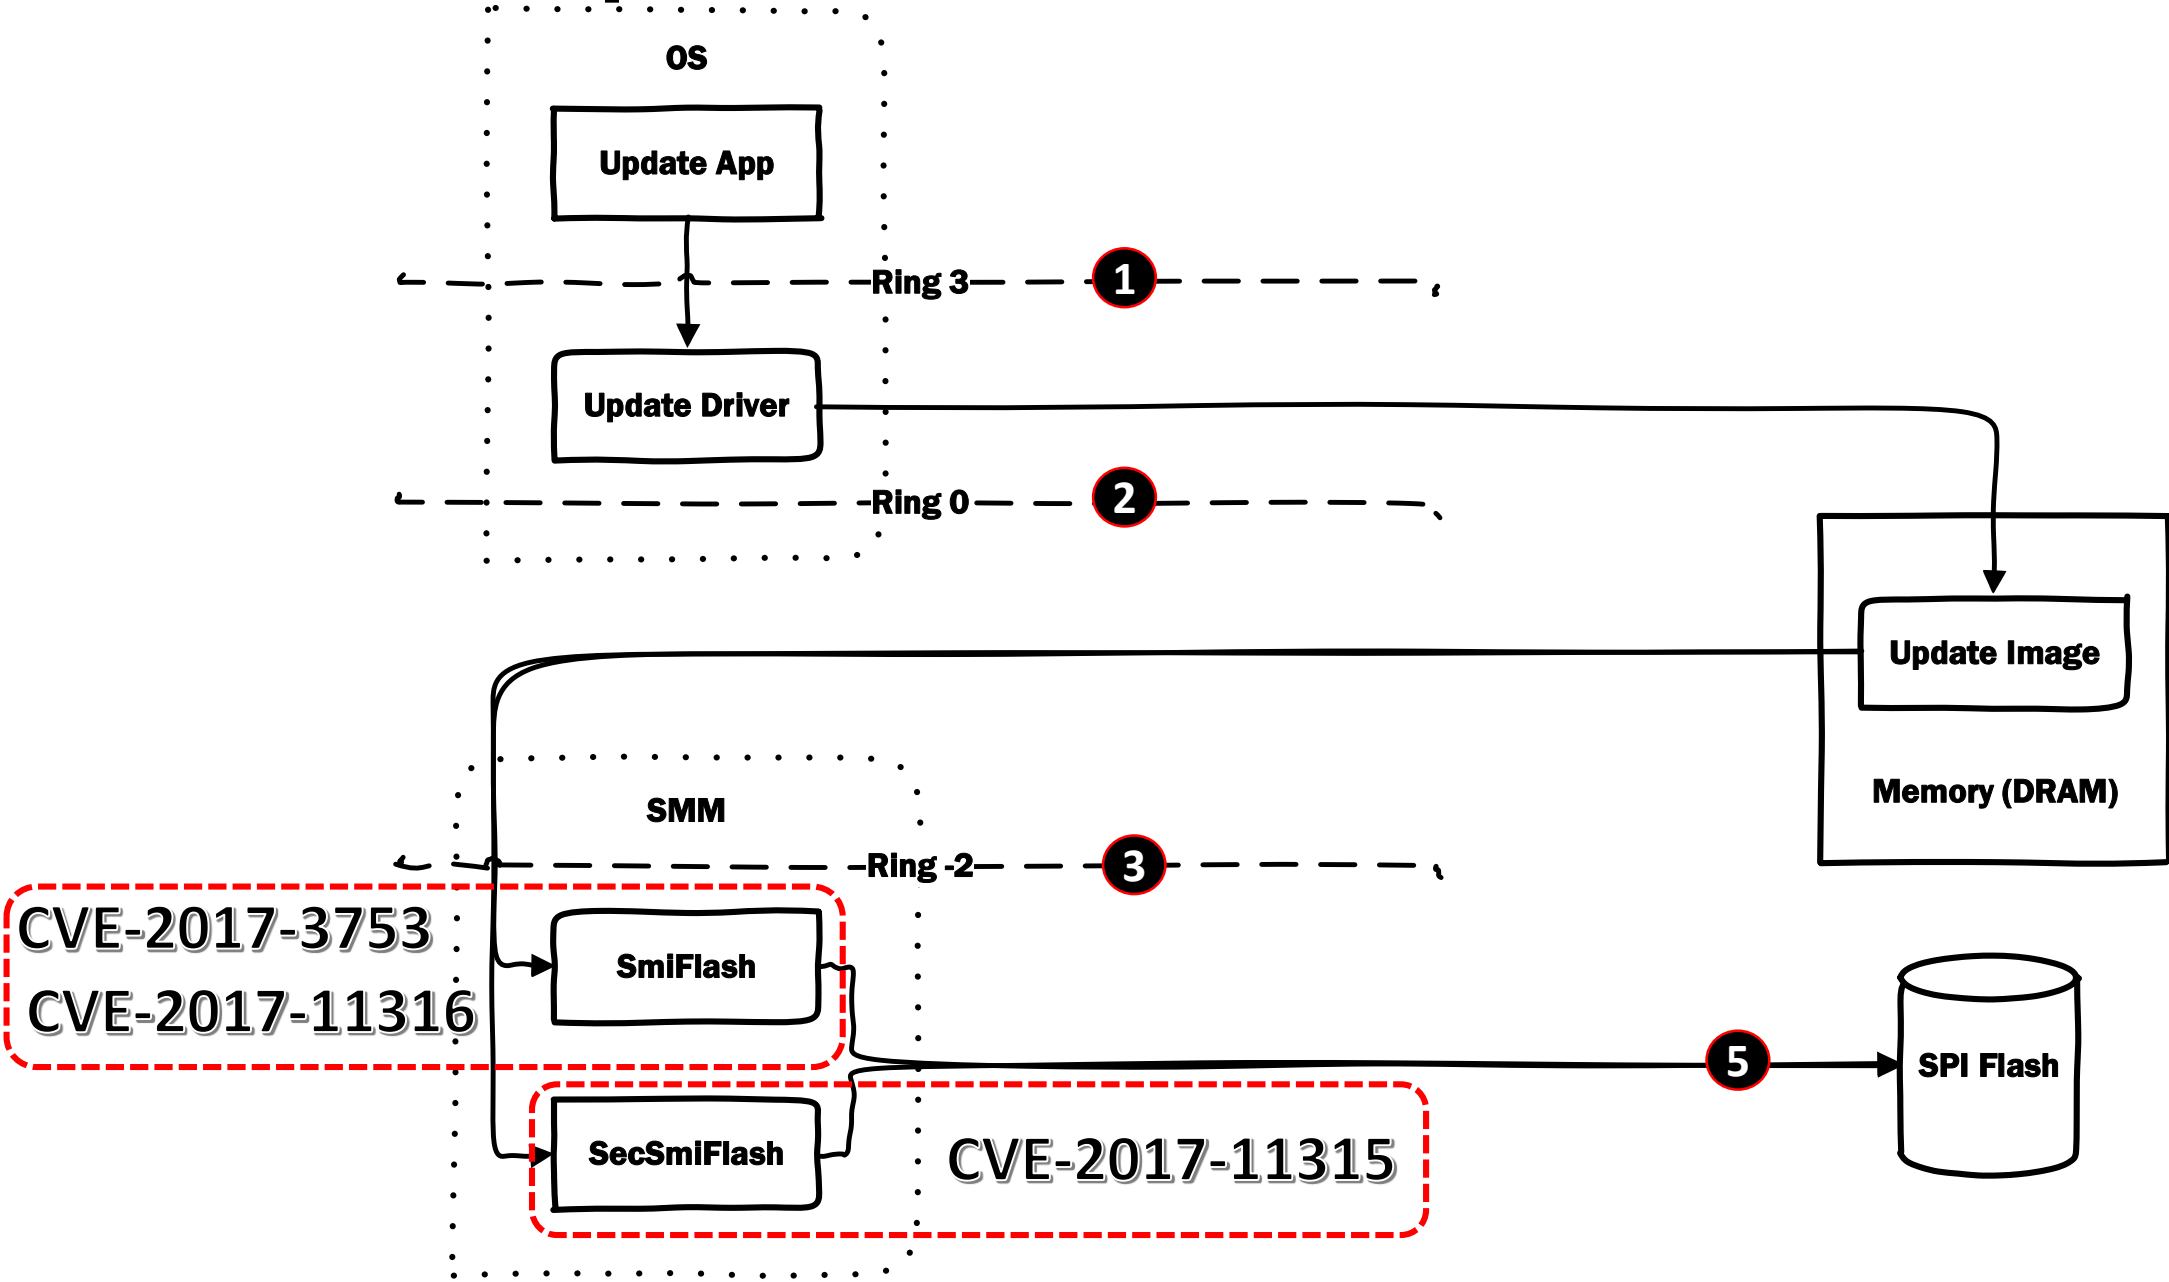 OS
Update App
Ring 3
1
Update Driver
Ring 0
2
Update Image
Memory (DRAM)
SMM
Ring -2
3
CVE-2017-3753
CVE-2017-11316
SmiFlash
5
SPI Flash
SecSmiFlash
CVE-2017-11315